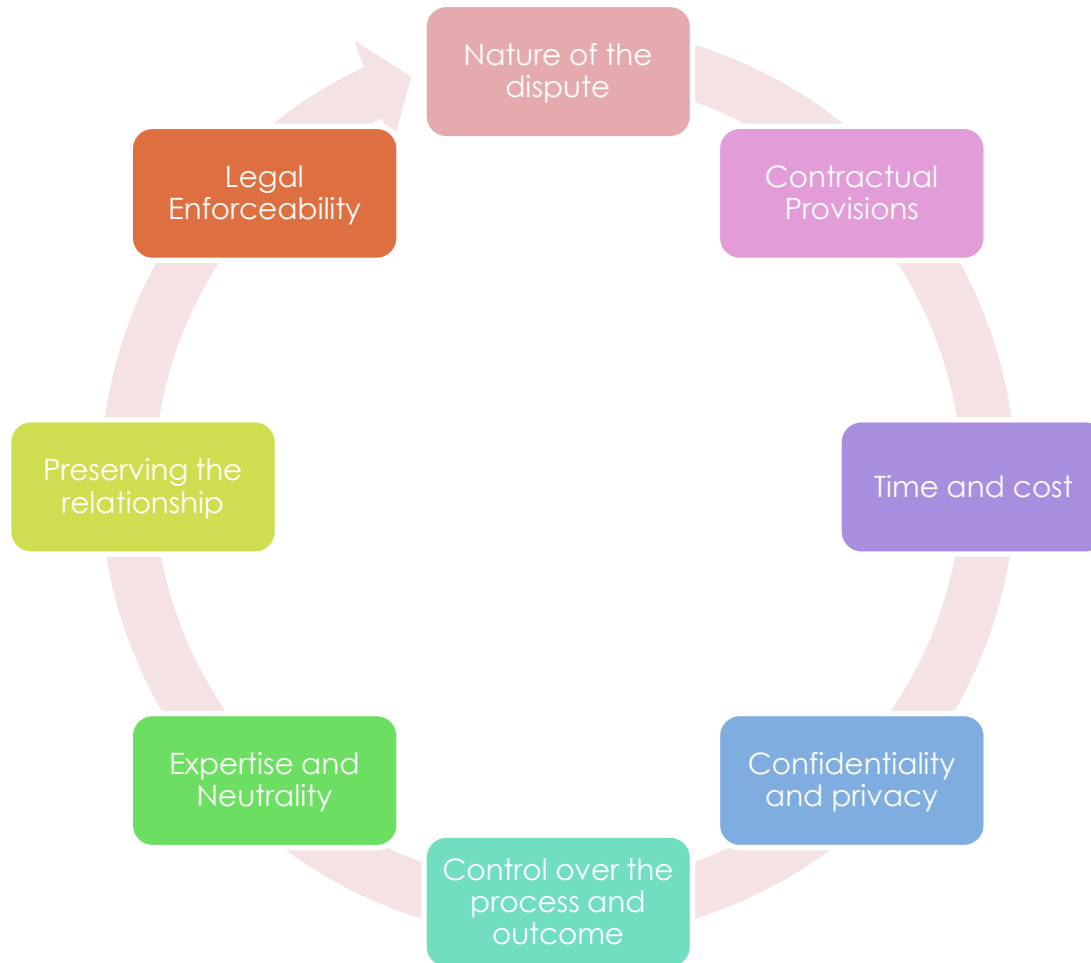 Nature of the
dispute
Contractual
Provisions
Time and cost
Confidentiality
and privacy
Control over the
process and
outcome
Expertise and
Neutrality
Preserving the
relationship
Legal
Enforceability